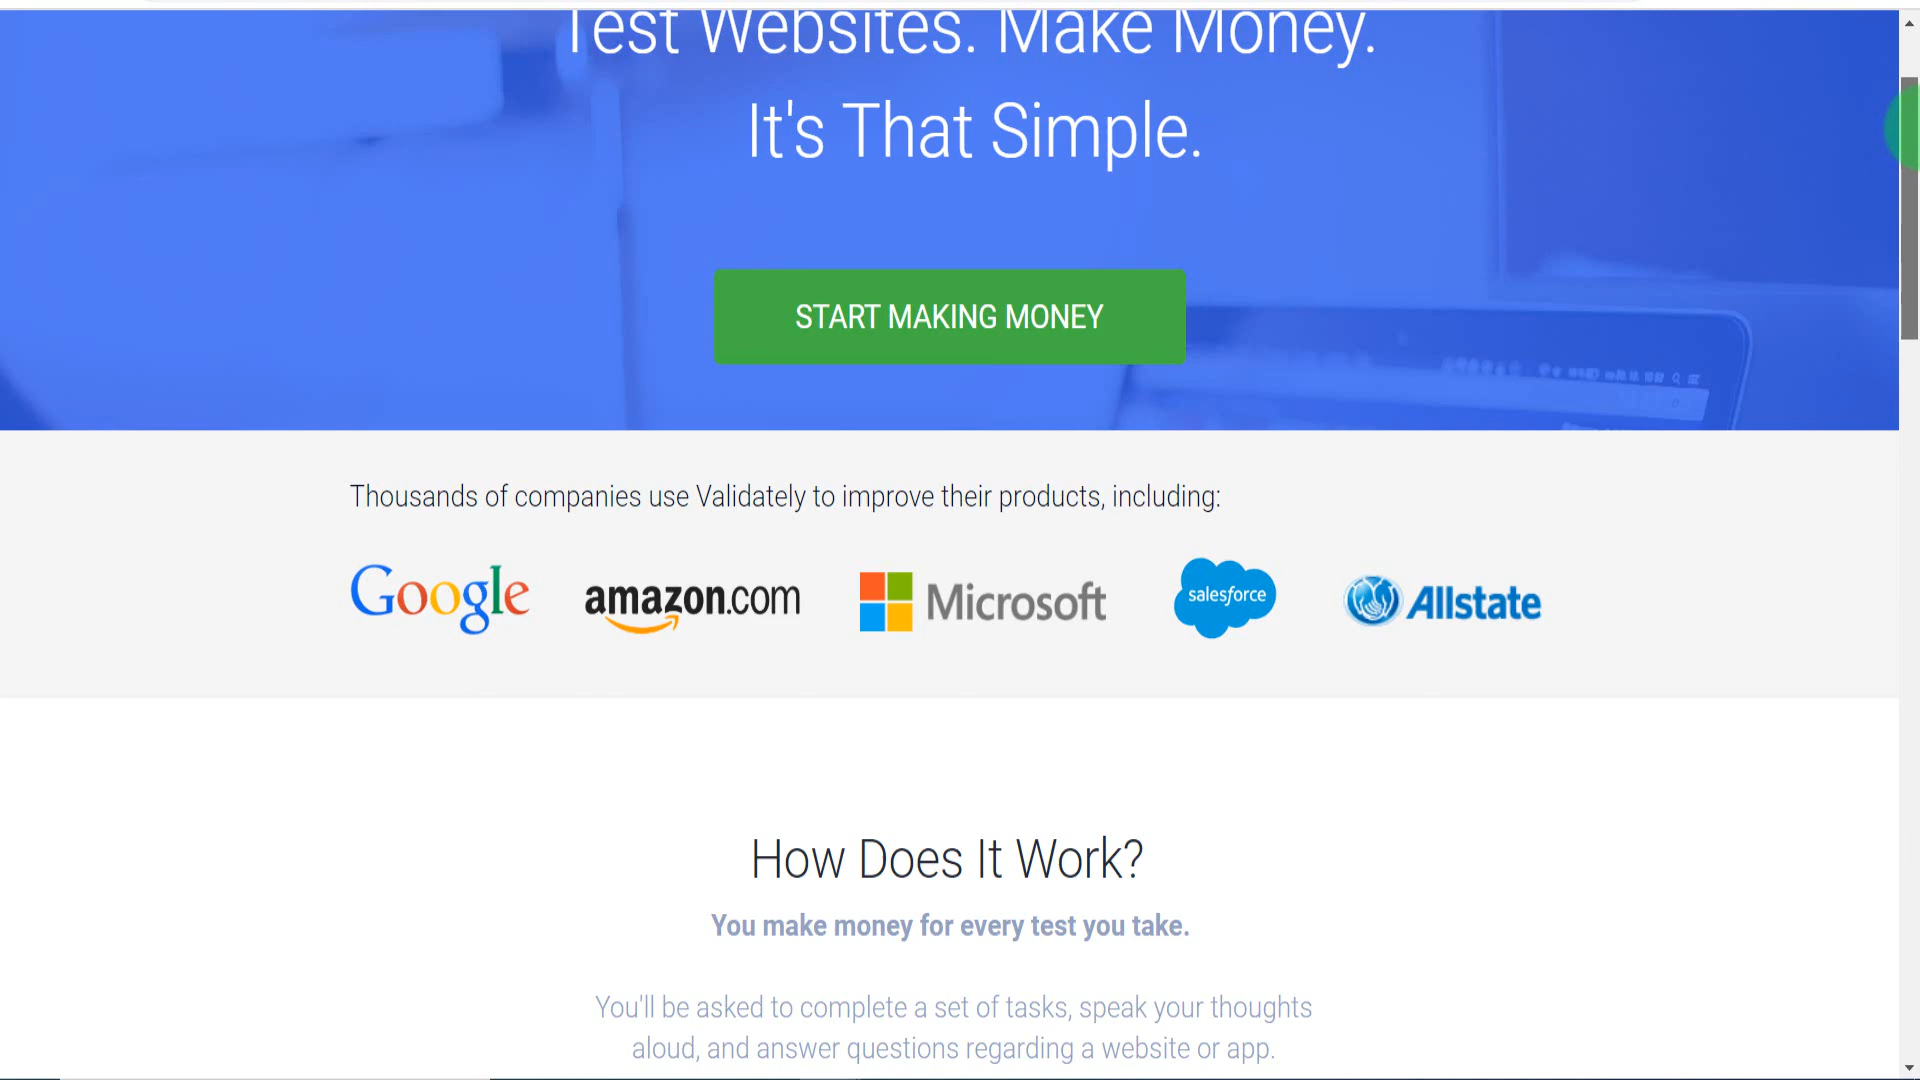 Test Websites. Make Money.
It's That Simple.
START MAKING MONEY
Thousands of companies use Validately to improve their products, including:
Google
amazon.com
Microsoft
salesforce
Allstate
How Does It Work?
You make money for every test you take.
You'll be asked to complete a set of tasks, speak your thoughts
aloud, and answer questions regarding a website or app.